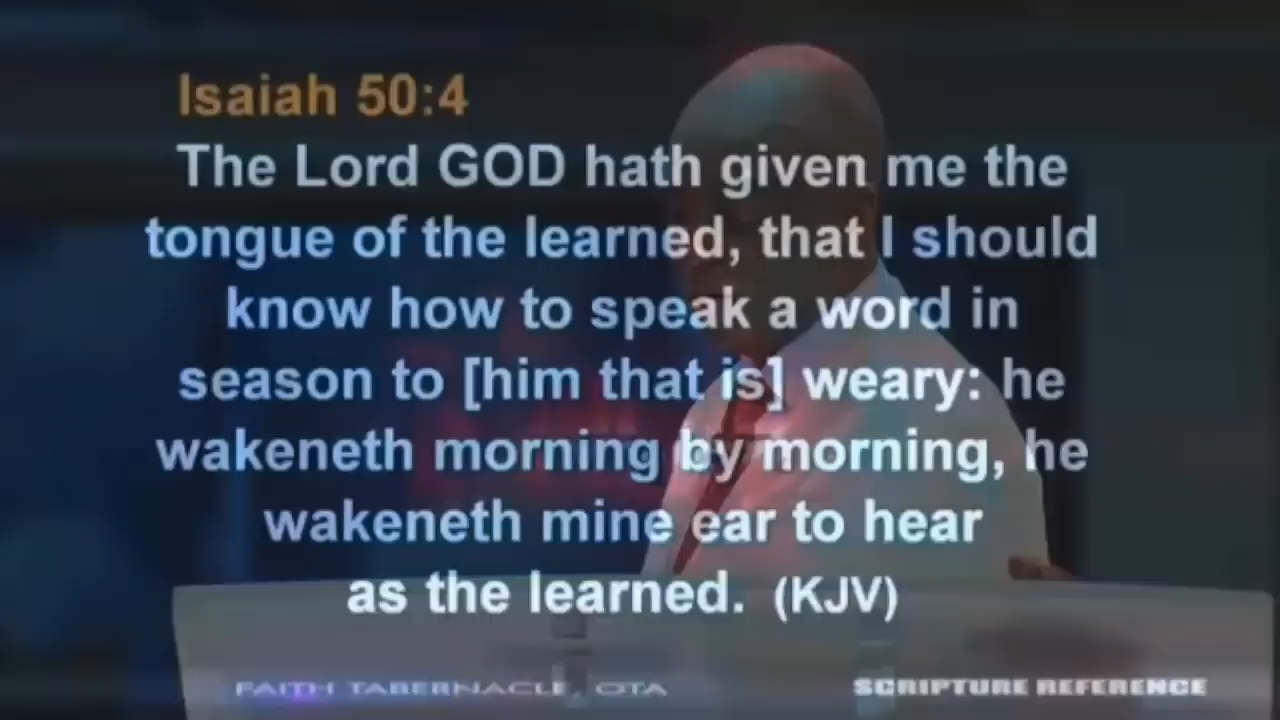 Isaiah 50:4
The Lord GOD hath given me the
tongue of the learned, that I should
know how to speak a word in
season to [him that is] weary: he
wakeneth morning by morning, he
wakeneth mine ear to hear
as the learned. (KJV)
FAITH TABERNACLE, OTA
SCRIPTURE REFERENCE